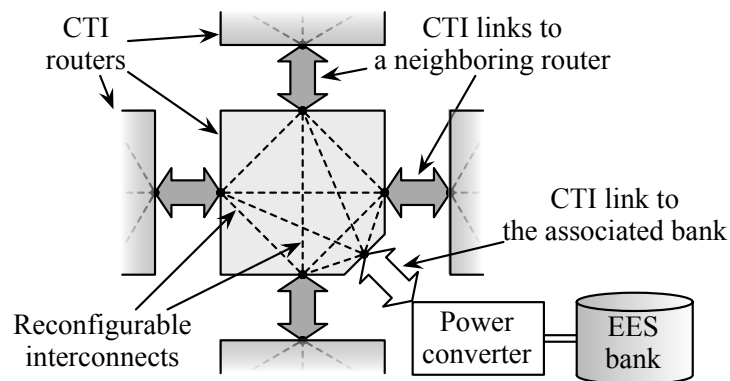 CTI
routers
CTI links to
a neighboring router
CTI link to
the associated bank
Reconfigurable
interconnects
Power
converter
EES
bank